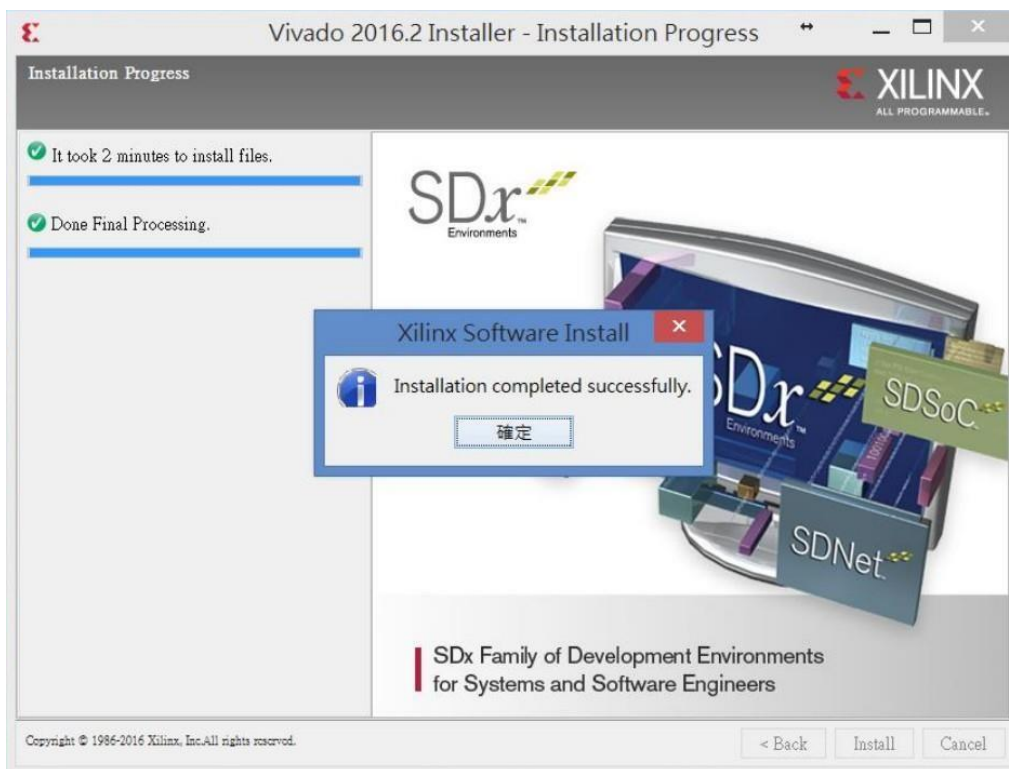 Vivado 2016.2 Installer - Installation Progress
Installation Progress
XILINX
ALL PROGRAMMABLE.
It took 2 minutes to install files.
Done Final Processing.
SDx™
Environments
Xilinx Software Install
Installation completed successfully.
確定
SDx™
Environments
SDSoC
SDNet
SDx Family of Development Environments
for Systems and Software Engineers
Copyright © 1986-2016 Xilinx, Inc.All rights reserved.
< Back
Install
Cancel